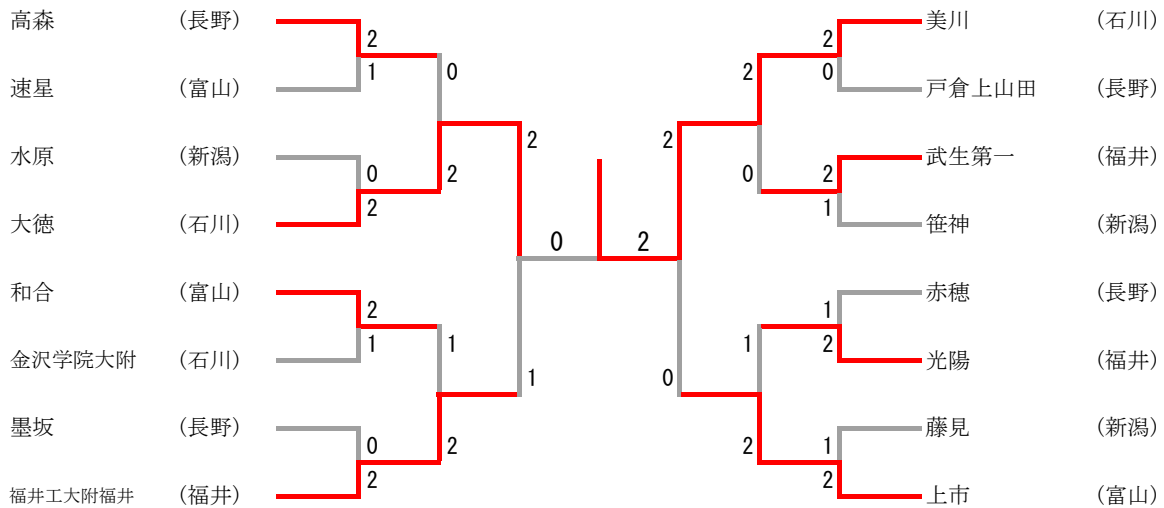 高森 (長野)
2
0
1
速星 (富山)
2
水原 (新潟)
0
2
2
大徳 (石川)
0
和合 (富山)
2
1
1
金沢学院大附 (石川)
1
墨坂 (長野)
0
2
2
福井工大附福井 (福井)
美川 (石川)
2
2
0
戸倉上山田 (長野)
2
武生第一 (福井)
2
0
1
笹神 (新潟)
2
赤穂 (長野)
1
1
2
光陽 (福井)
0
藤見 (新潟)
1
2
2
上市 (富山)